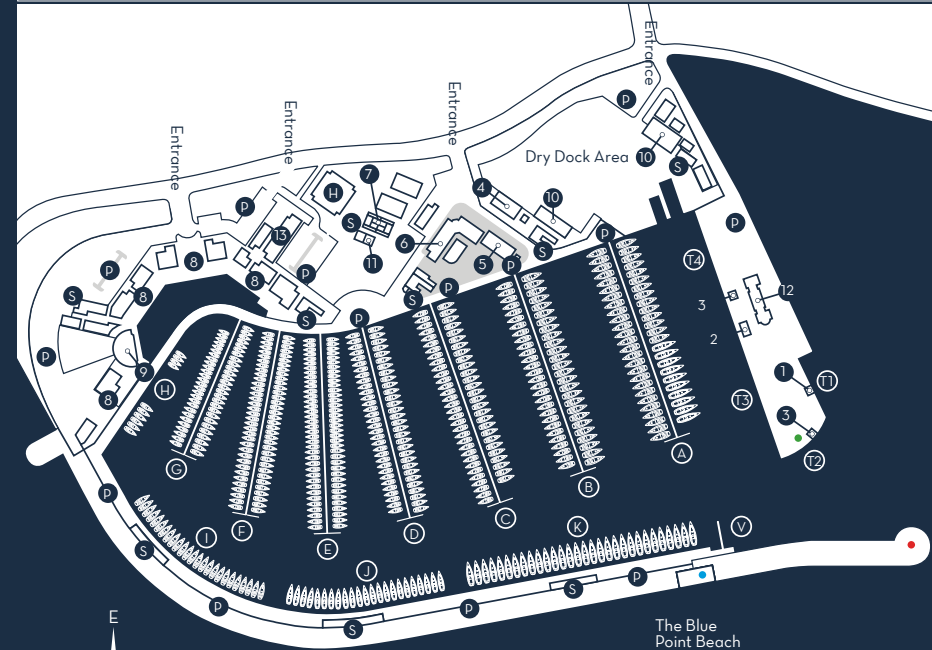 Entrance
Entrance
Entrance
Entrance
P
Dry Dock Area
10
S
7
H
4
10
P
S
13
6
11
5
S
P
P
P
T4
8
P
8
P
8
S
S
P
S
P
3
12
2
P
9
H
8
1
T1
T3
3
T2
G
F
E
D
C
B
A
P
I
J
K
V
S
P
S
P
S
P
E
The Blue
Point Beach